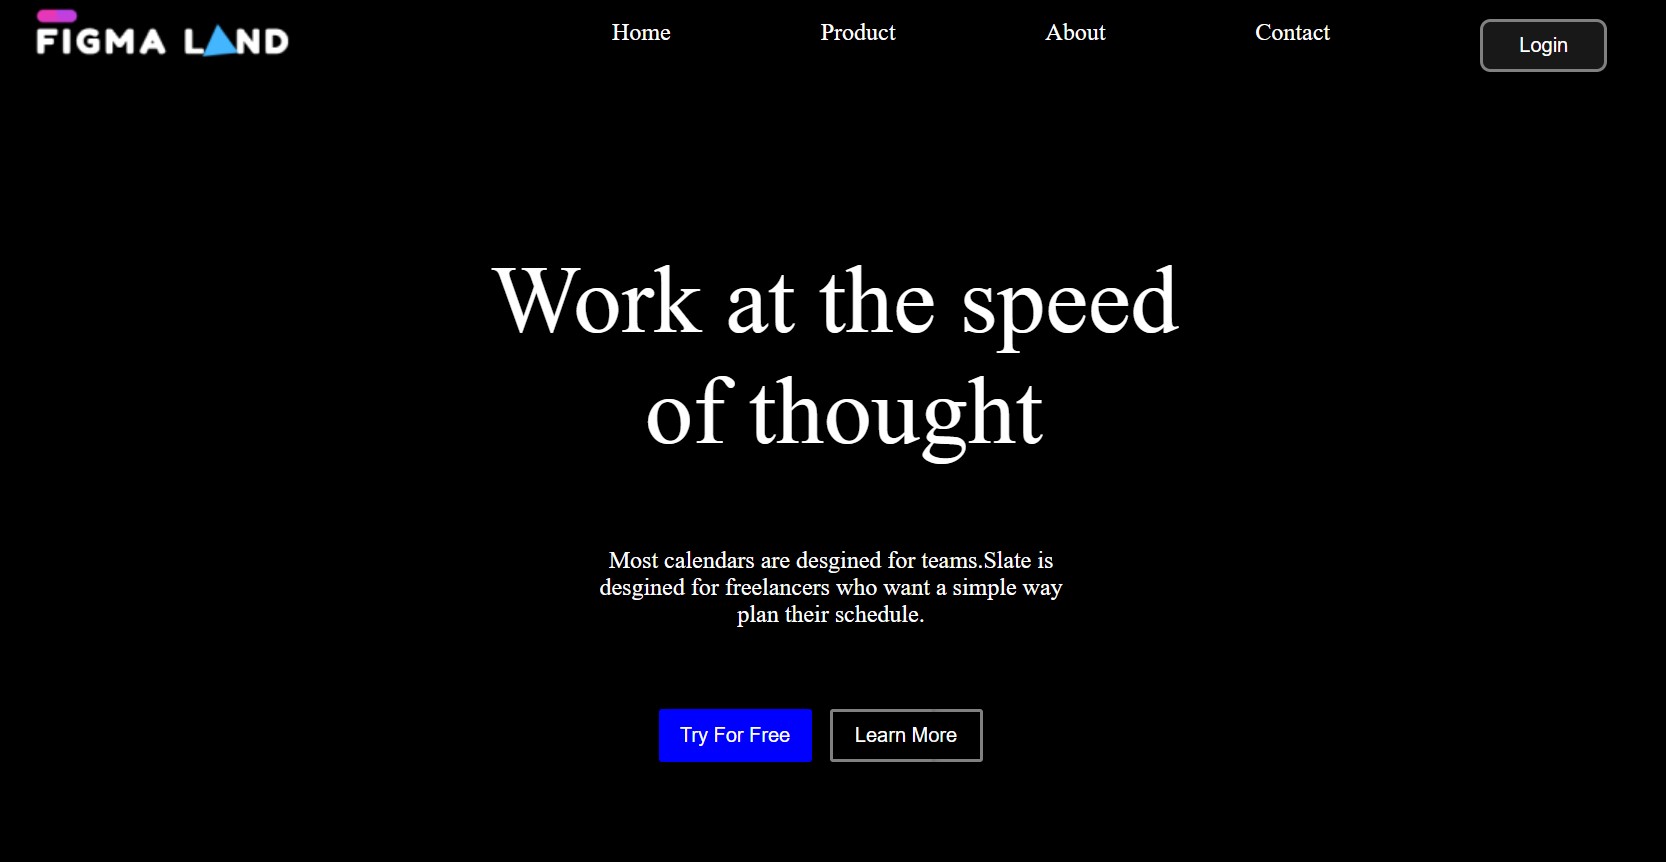 FIGMA LAND
Home
Product
About
Contact
Login
Work at the speed
of thought
Most calendars are desgined for teams.Slate is
desgined for freelancers who want a simple way
plan their schedule.
Try For Free
Learn More